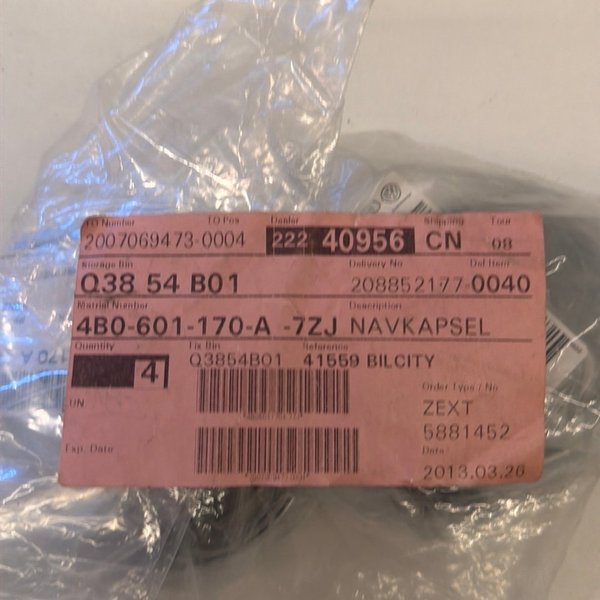 TO Number TO Pos Dealer Shipping Tour
2007069473-0004 222 40956 CN 08
Storage Bin Delivery No Del Item
Q38 54 B01 208852177-0040
Matrial Number Description
4B0-601-170-A -7ZJ NAVKAPSEL
Quantity Fix Bin Reference
4 Q3854B01 41559 BILCITY
Order Type / No
UN ZEXT
5881452
Exp. Date Date
2013.03.26
170 A